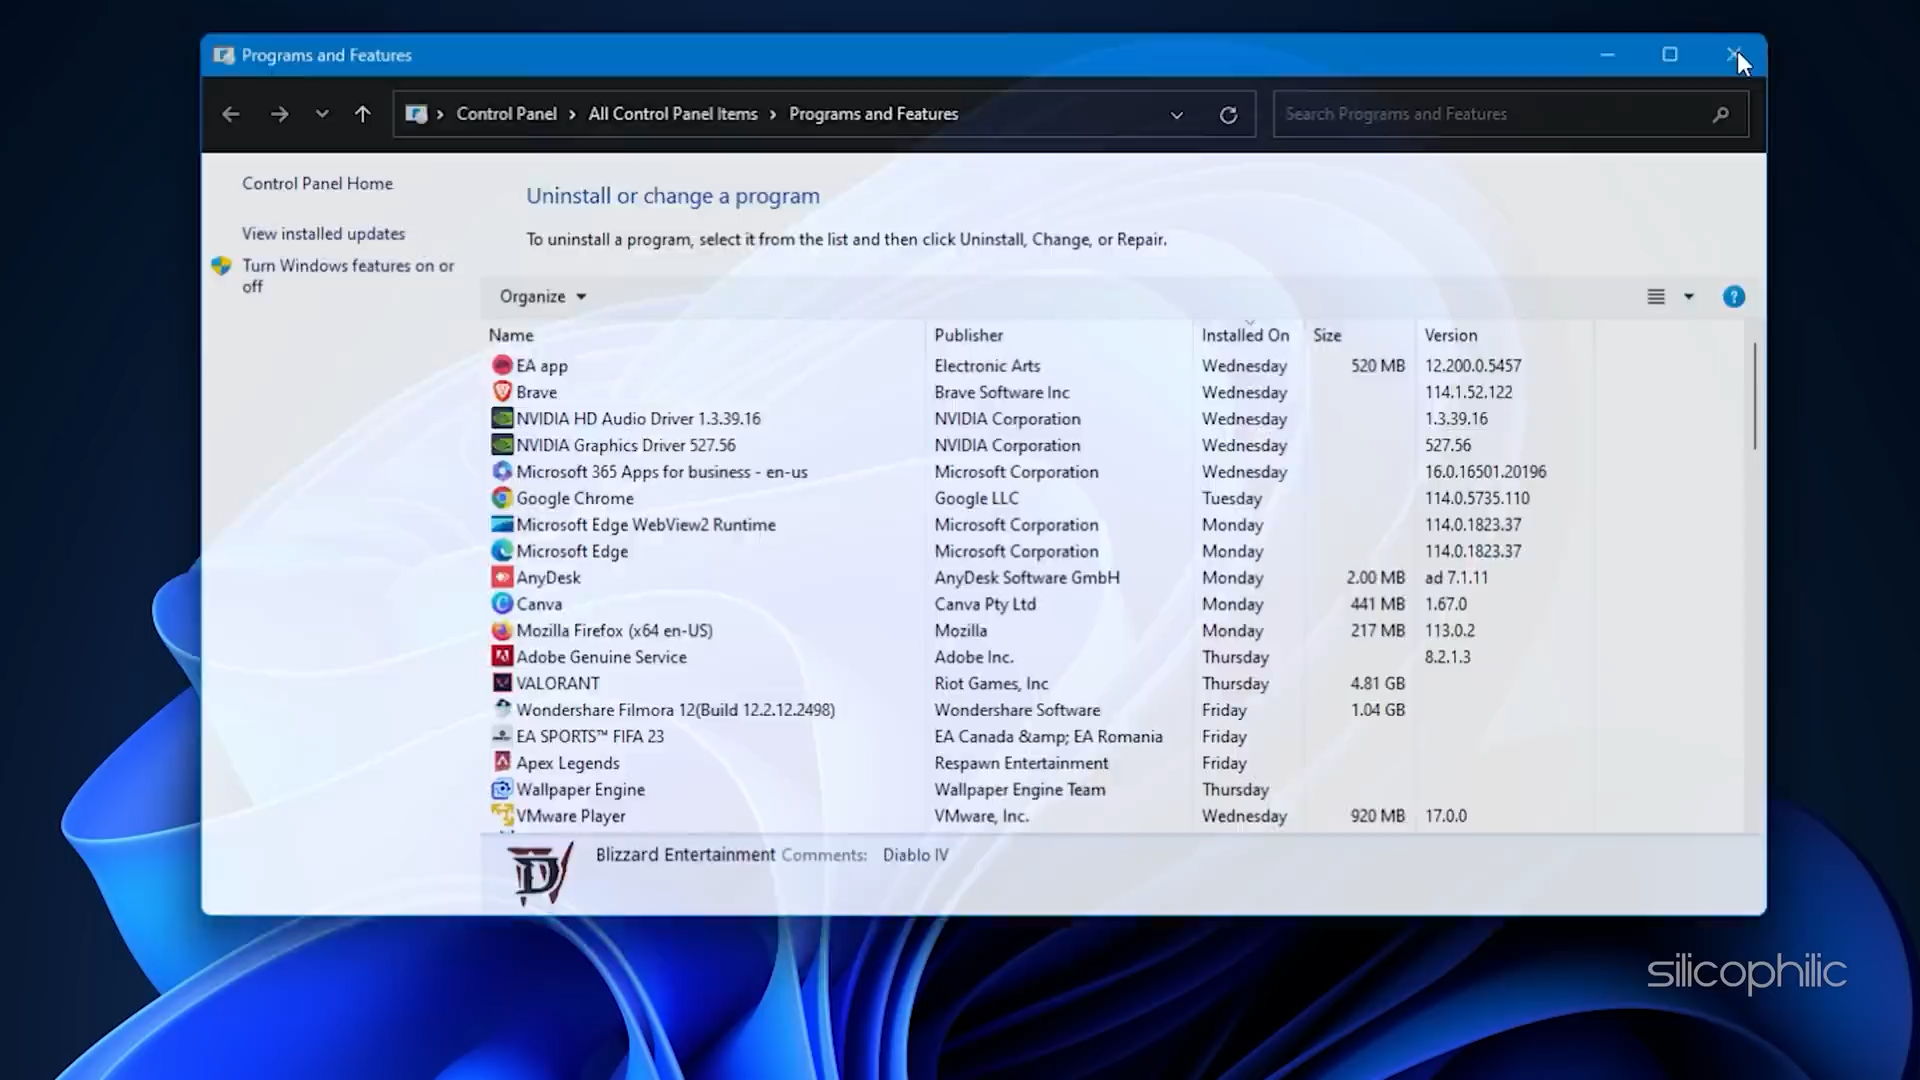 Programs and Features
Control Panel > All Control Panel Items > Programs and Features
Search Programs and Features
Control Panel Home
View installed updates
Turn Windows features on or
off
Uninstall or change a program
To uninstall a program, select it from the list and then click Uninstall, Change, or Repair.
Organize
Name Publisher Installed On Size Version
EA app Electronic Arts Wednesday 520 MB 12.200.0.5457
Brave Brave Software Inc Wednesday 114.1.52.122
NVIDIA HD Audio Driver 1.3.39.16 NVIDIA Corporation Wednesday 1.3.39.16
NVIDIA Graphics Driver 527.56 NVIDIA Corporation Wednesday 527.56
Microsoft 365 Apps for business - en-us Microsoft Corporation Wednesday 16.0.16501.20196
Google Chrome Google LLC Tuesday 114.0.5735.110
Microsoft Edge WebView2 Runtime Microsoft Corporation Monday 114.0.1823.37
Microsoft Edge Microsoft Corporation Monday 114.0.1823.37
AnyDesk AnyDesk Software GmbH Monday 2.00 MB ad 7.1.11
Canva Canva Pty Ltd Monday 441 MB 1.67.0
Mozilla Firefox (x64 en-US) Mozilla Monday 217 MB 113.0.2
Adobe Genuine Service Adobe Inc. Thursday 8.2.1.3
VALORANT Riot Games, Inc Thursday 4.81 GB
Wondershare Filmora 12(Build 12.2.12.2498) Wondershare Software Friday 1.04 GB
EA SPORTS™ FIFA 23 EA Canada &amp; EA Romania Friday
Apex Legends Respawn Entertainment Friday
Wallpaper Engine Wallpaper Engine Team Thursday
VMware Player VMware, Inc. Wednesday 920 MB 17.0.0
Blizzard Entertainment Comments: Diablo IV
silicophilic